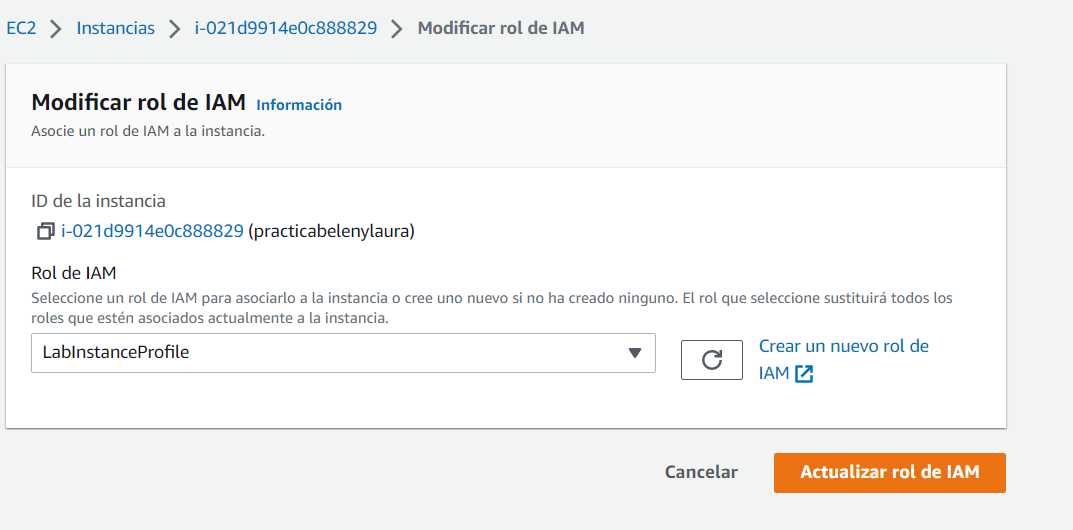 EC2 > Instancias > i-021d9914e0c888829 > Modificar rol de IAM
Modificar rol de IAM Información
Asocie un rol de IAM a la instancia.
ID de la instancia
i-021d9914e0c888829 (practicabelenylaura)
Rol de IAM
Seleccione un rol de IAM para asociarlo a la instancia o cree uno nuevo si no ha creado ninguno. El rol que seleccione sustituirá todos los
roles que estén asociados actualmente a la instancia.
LabInstanceProfile
Crear un nuevo rol de
IAM
Cancelar
Actualizar rol de IAM